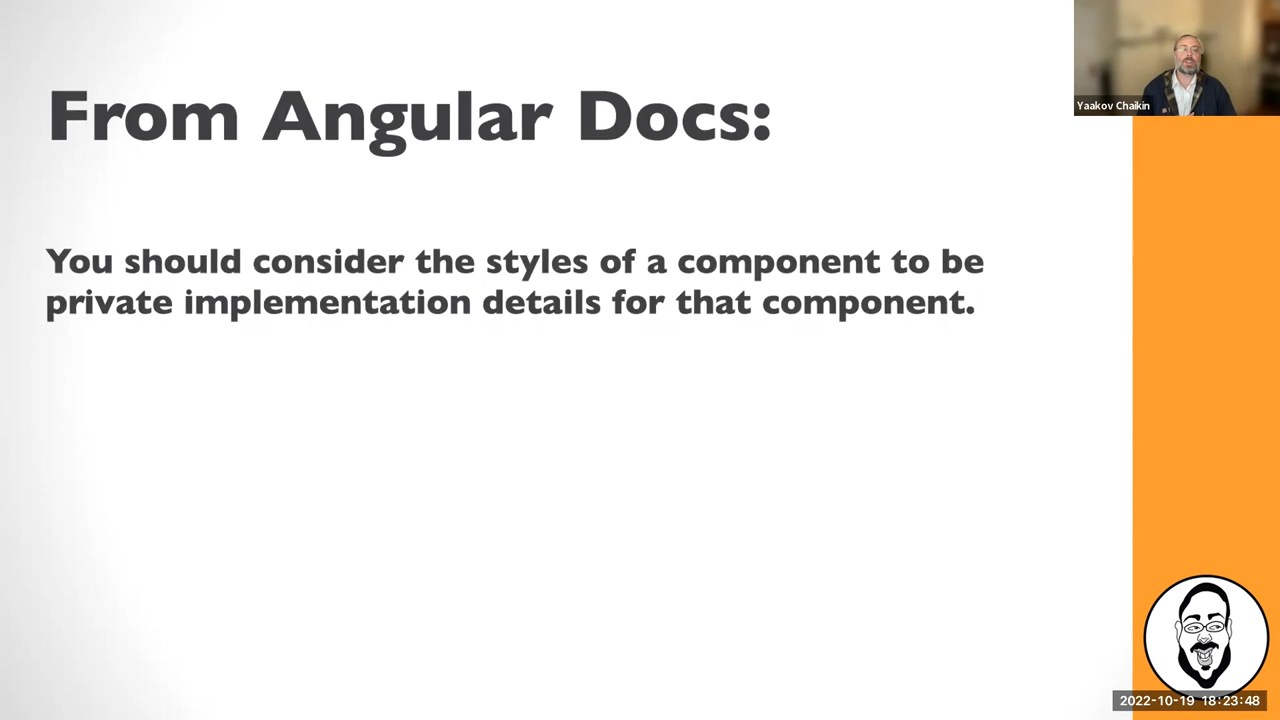 Yaakov Chaikin
From Angular Docs:
You should consider the styles of a component to be
private implementation details for that component.
2022-10-19 18:23:48